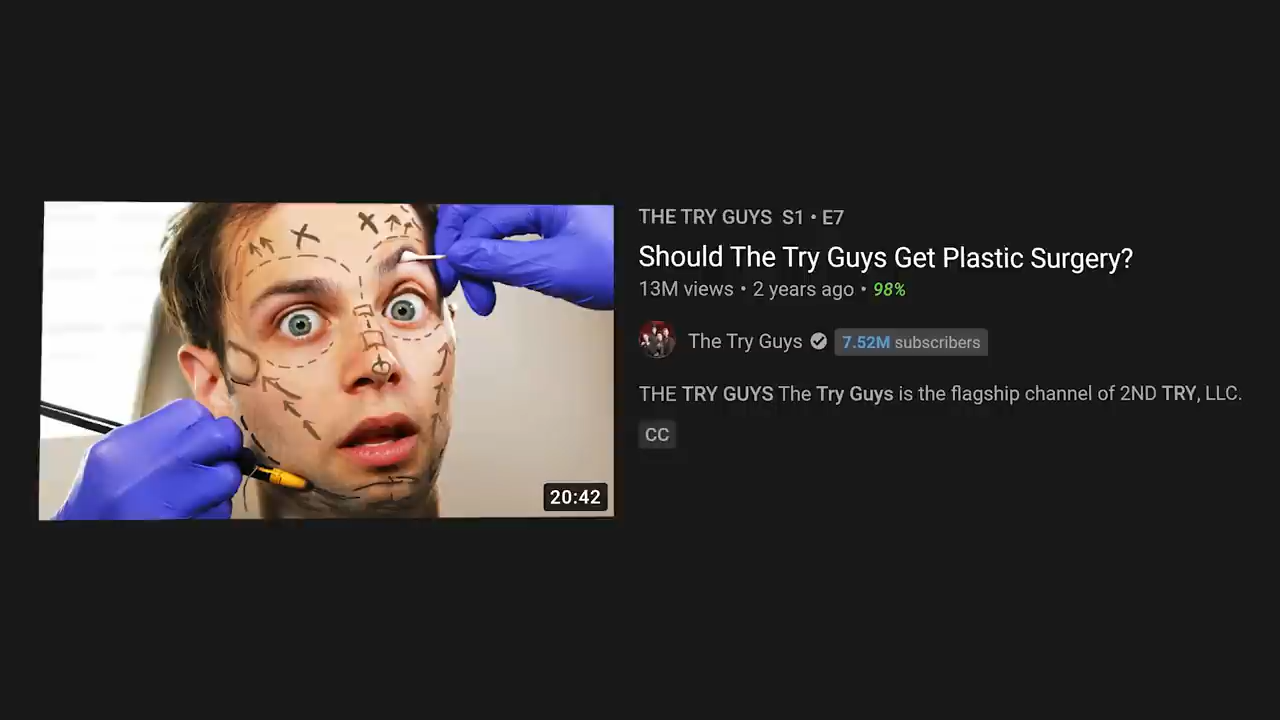 THE TRY GUYS S1 • E7
Should The Try Guys Get Plastic Surgery?
13M views • 2 years ago • 98%
The Try Guys 7.52M subscribers
THE TRY GUYS The Try Guys is the flagship channel of 2ND TRY, LLC.
CC
20:42